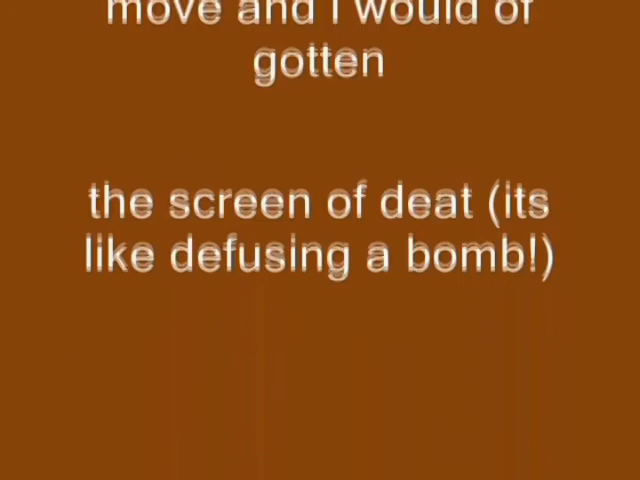 move and i would of
gotten
the screen of deat (its
like defusing a bomb!)